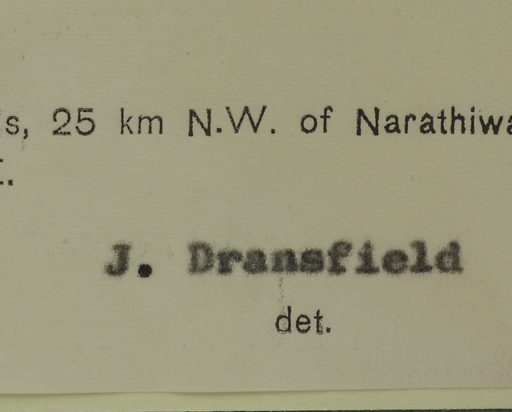 s, 25 km N.W. of Narathiwa
J. Dransfield
det.